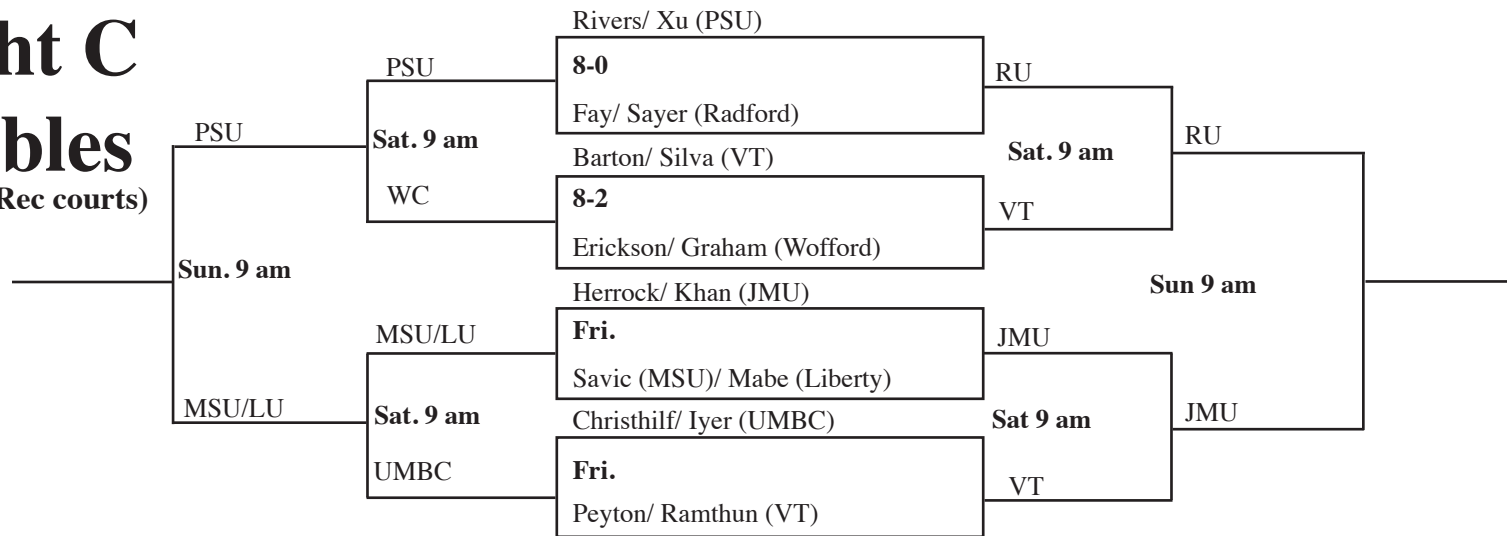 ht C
bles
Rec courts)
PSU
Sun. 9 am
MSU/LU
PSU
Sat. 9 am
WC
MSU/LU
Sat. 9 am
UMBC
Rivers/ Xu (PSU)
8-0
Fay/ Sayer (Radford)
Barton/ Silva (VT)
8-2
Erickson/ Graham (Wofford)
Herrock/ Khan (JMU)
Fri.
Savic (MSU)/ Mabe (Liberty)
Christhilf/ Iyer (UMBC)
Fri.
Peyton/ Ramthun (VT)
RU
Sat. 9 am
VT
JMU
Sat 9 am
VT
RU
Sun 9 am
JMU